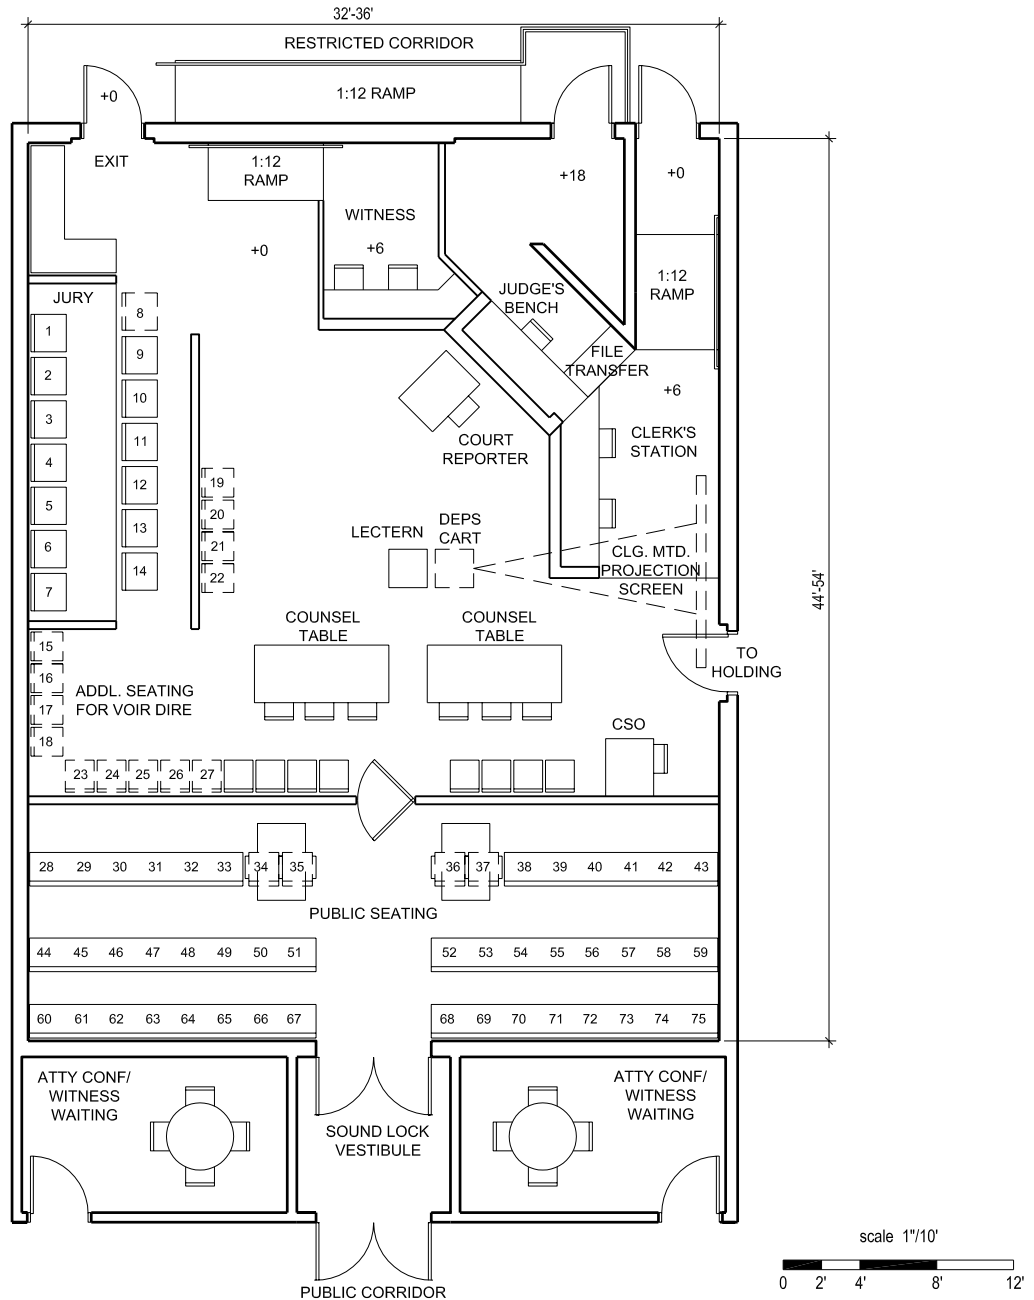 32'-36'
RESTRICTED CORRIDOR
1:12 RAMP
+0
EXIT
1:12
RAMP
+18
+0
WITNESS
+0
+6
1:12
RAMP
JURY
JUDGE'S
BENCH
8
1
9
FILE
TRANSFER
2
10
+6
3
11
COURT
REPORTER
CLERK'S
STATION
4
12
19
5
13
20
LECTERN
DEPS
CART
6
14
21
CLG. MTD.
PROJECTION
SCREEN
7
22
44'-54'
COUNSEL
TABLE
COUNSEL
TABLE
15
16
17
18
TO
HOLDING
ADDL. SEATING
FOR VOIR DIRE
CSO
23 24 25 26 27
28 29 30 31 32 33 34 35 36 37 38 39 40 41 42 43
PUBLIC SEATING
44 45 46 47 48 49 50 51 52 53 54 55 56 57 58 59
60 61 62 63 64 65 66 67 68 69 70 71 72 73 74 75
ATTY CONF/
WITNESS
WAITING
ATTY CONF/
WITNESS
WAITING
SOUND LOCK
VESTIBULE
PUBLIC CORRIDOR
scale 1"/10'
0 2' 4' 8' 12'